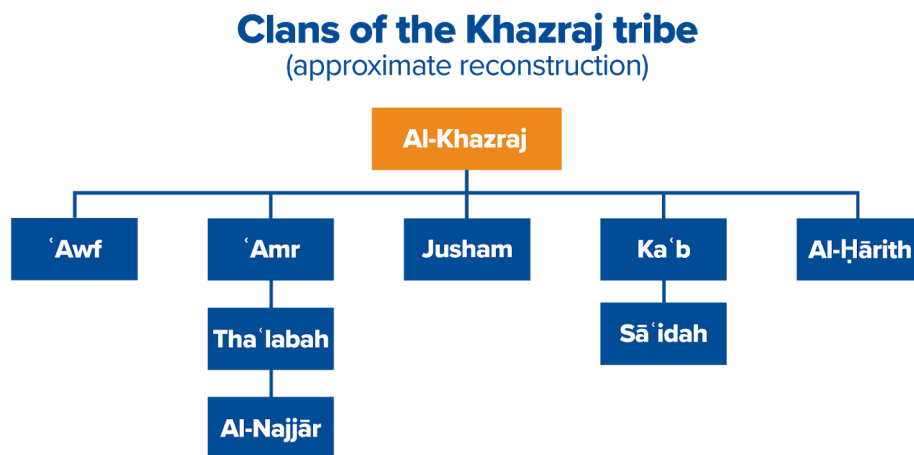 Clans of the Khazraj tribe
(approximate reconstruction)
Al-Khazraj
ʿAwf
ʿAmr
Jusham
Kaʿb
Al-Ḥārith
Thaʿlabah
Sāʿidah
Al-Najjār